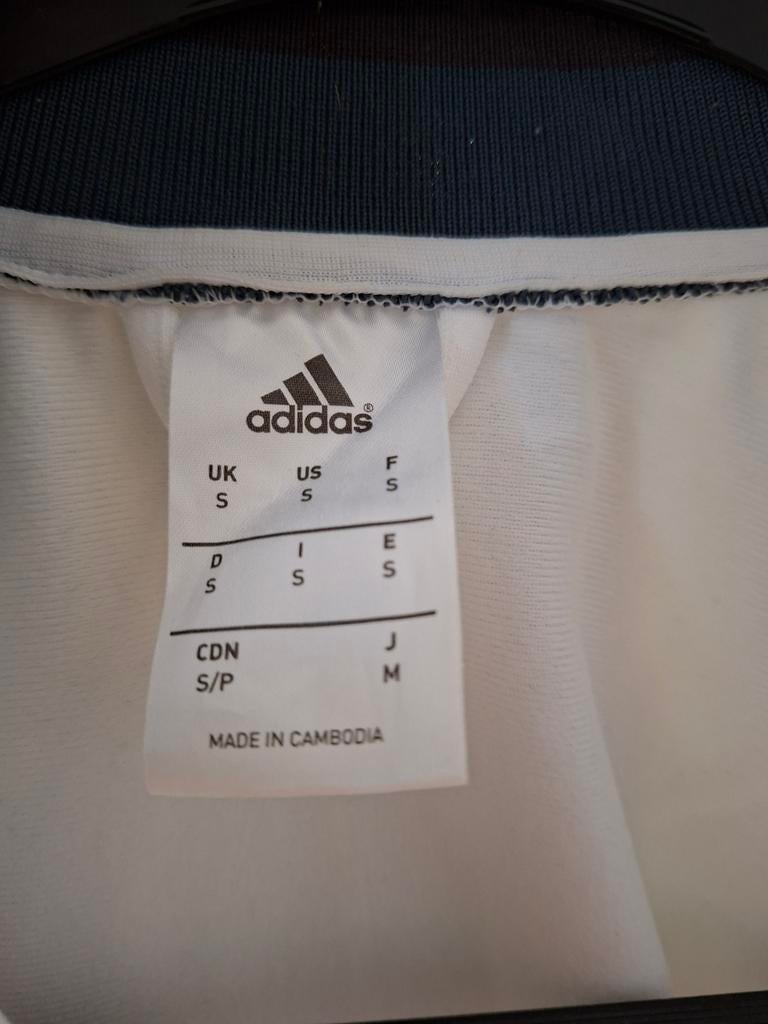 adidas®
UK US F
S S S
D I E
S S S
CDN J
S/P M
MADE IN CAMBODIA